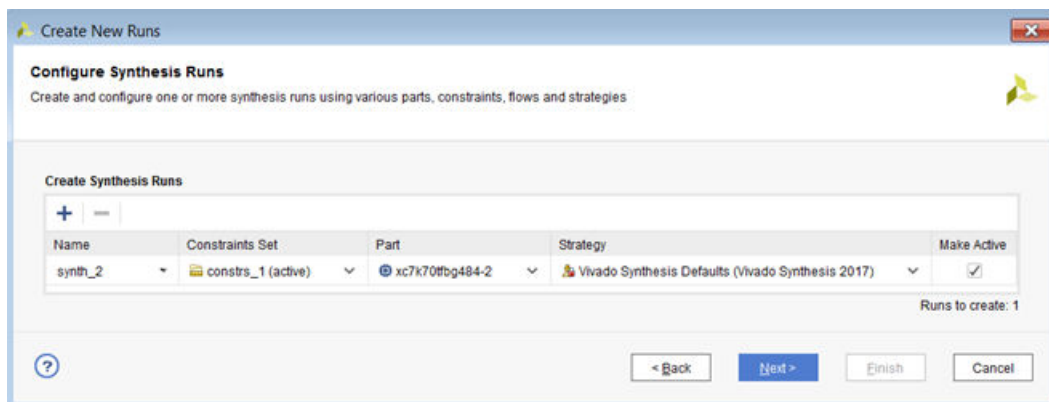 Create New Runs
Configure Synthesis Runs
Create and configure one or more synthesis runs using various parts, constraints, flows and strategies
Create Synthesis Runs
Name Constraints Set Part Strategy Make Active
synth_2 constrs_1 (active) xc7k70tfbg484-2 Vivado Synthesis Defaults (Vivado Synthesis 2017)
Runs to create: 1
? < Back Next > Finish Cancel